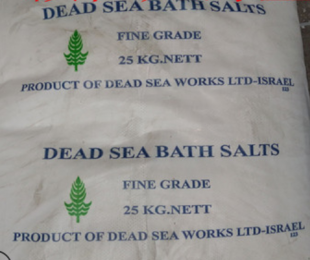 DEAD SEA BATH SALTS
FINE GRADE
25 KG.NETT
PRODUCT OF DEAD SEA WORKS LTD-ISRAEL
DEAD SEA BATH SALTS
FINE GRADE
25 KG.NETT
PRODUCT OF DEAD SEA WORKS LTD-ISRAEL